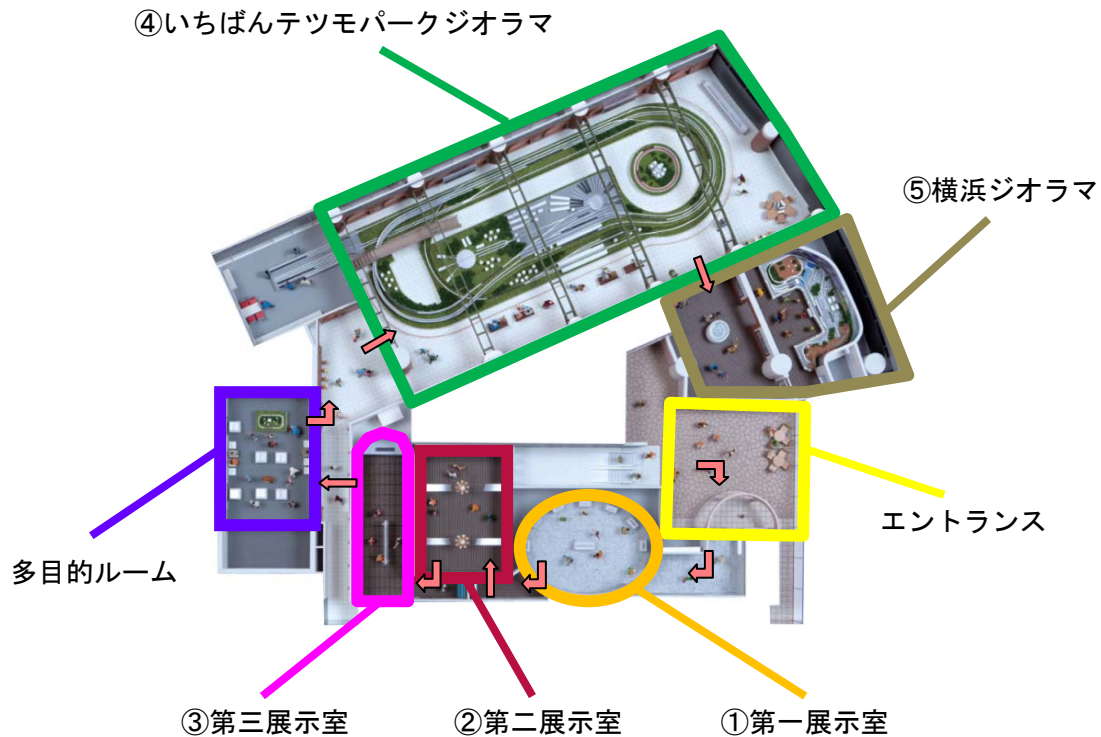 ④いちばんテツモパークジオラマ
⑤横浜ジオラマ
エントランス
多目的ルーム
③第三展示室
②第二展示室
①第一展示室